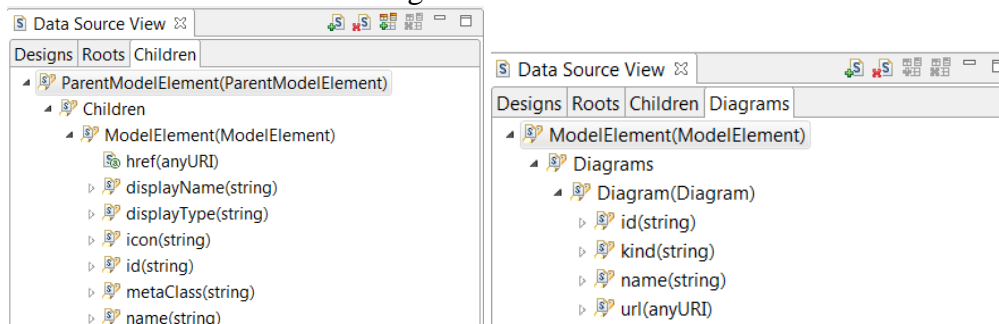 Data Source View
Designs Roots Children
ParentModelElement(ParentModelElement)
Children
ModelElement(ModelElement)
href(anyURI)
displayName(string)
displayType(string)
icon(string)
id(string)
metaClass(string)
name(string)
Data Source View
Designs Roots Children Diagrams
ModelElement(ModelElement)
Diagrams
Diagram(Diagram)
id(string)
kind(string)
name(string)
url(anyURI)